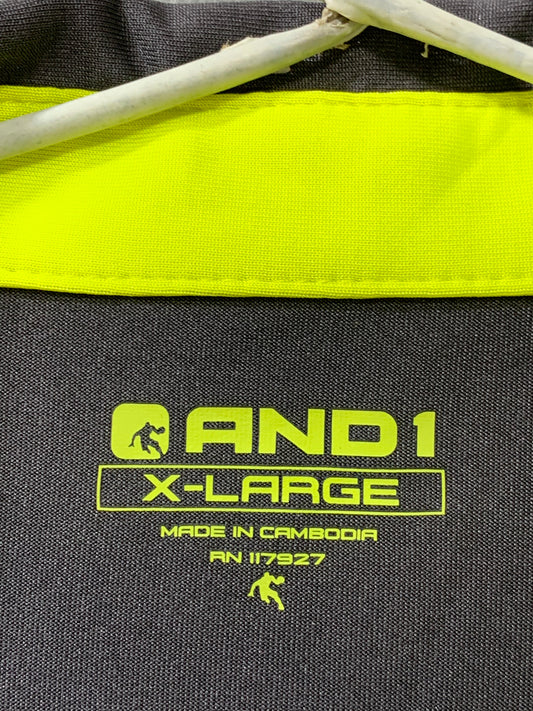 AND1
X-LARGE
MADE IN CAMBODIA
RN 117927